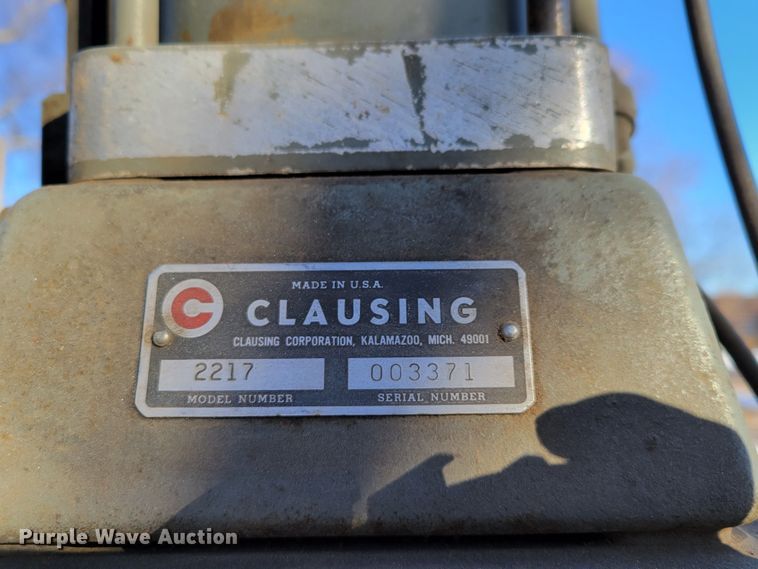 MADE IN U.S.A.
C CLAUSING
CLAUSING CORPORATION, KALAMAZOO, MICH. 49001
2217 003371
MODEL NUMBER SERIAL NUMBER
Purple Wave Auction